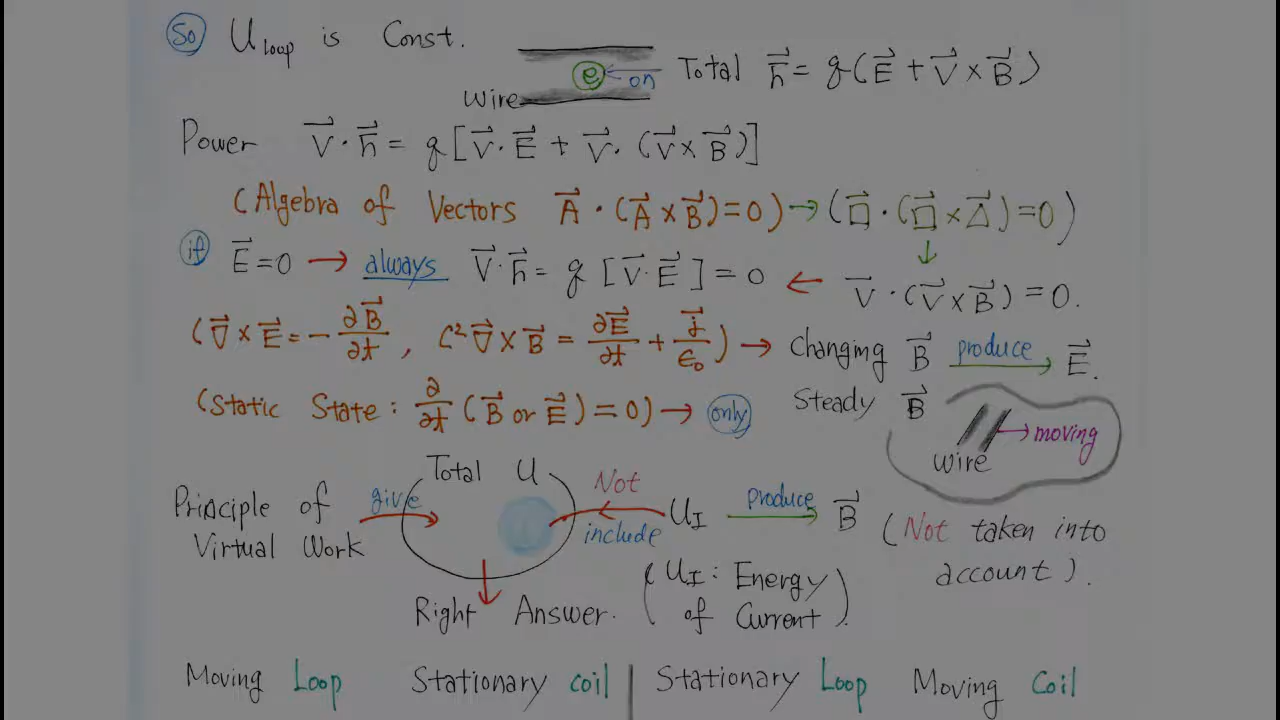 So U loop is Const.
wire e on Total h⃗ = q(E⃗ + V⃗ × B⃗)
Power V⃗ · h⃗ = q[V⃗ · E⃗ + V⃗ · (V⃗ × B⃗)]
(Algebra of Vectors A⃗ · (A⃗ × B⃗) = 0) → (□⃗ · (□⃗ × △⃗) = 0)
if E⃗ = 0 → always V⃗ · h⃗ = q [V⃗ · E⃗] = 0 ← V⃗ · (V⃗ × B⃗) = 0.
(∇⃗ × E⃗ = - ∂B⃗/∂t , C² ∇⃗ × B⃗ = ∂E⃗/∂t + j⃗/ε₀) → Changing B⃗ produce E⃗.
(Static State : ∂/∂t (B⃗ or E⃗) = 0) → only Steady B⃗
wire → moving
Principle of Virtual Work give Total U Not include U_I produce B⃗
(Not taken into account).
Right Answer. (U_I : Energy of Current).
Moving Loop Stationary coil | Stationary Loop Moving Coil